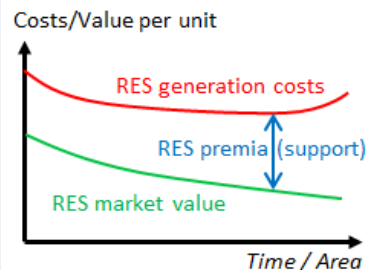 Costs/Value per unit
RES generation costs
RES premia (support)
RES market value
Time / Area